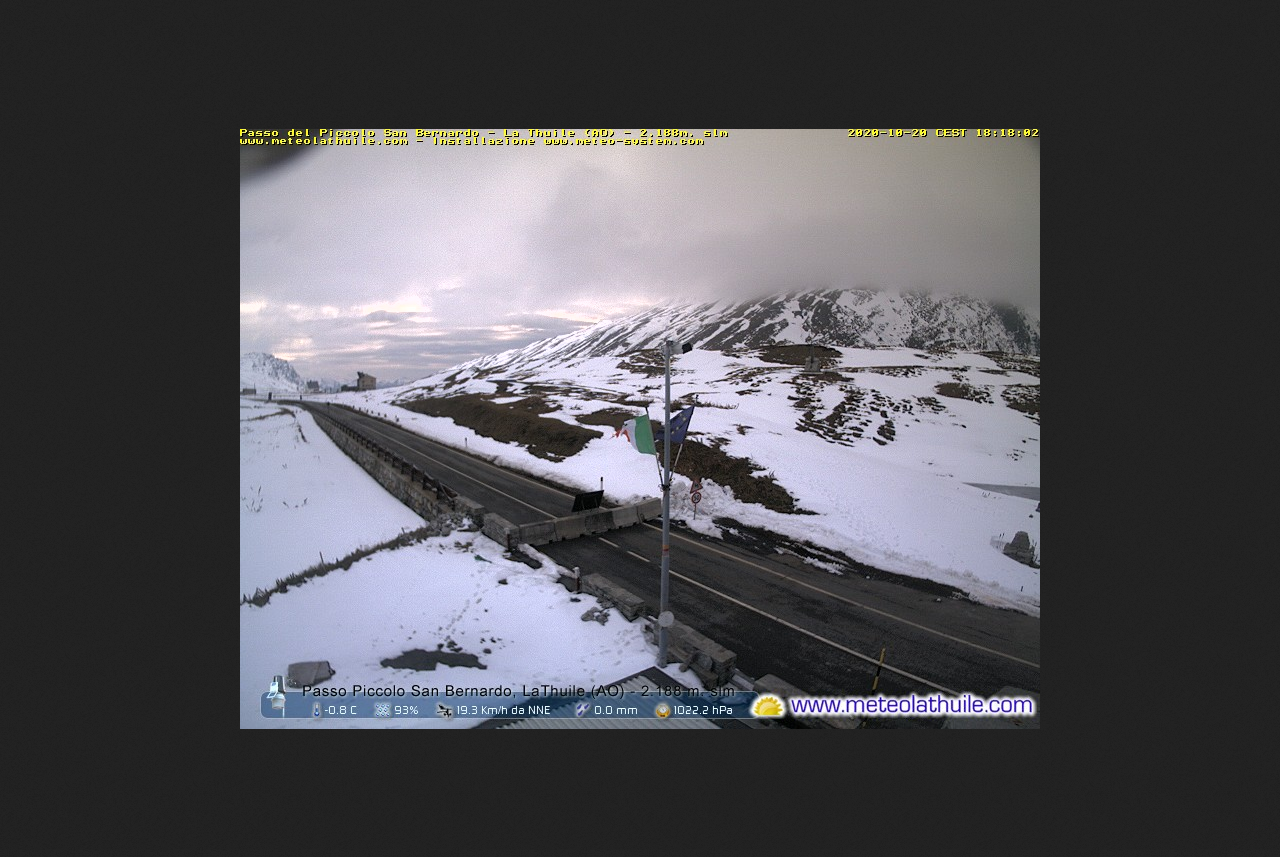 Passo del Piccolo San Bernardo - La Thuile (AO) - 2.188m. slm
2020-10-20 CEST 18:18:02
www.meteolathuile.com - Installazione www.meteo-system.com
Passo Piccolo San Bernardo, LaThuile (AO) - 2.188 m. slm
-0.8 C 93% 19.3 Km/h da NNE 0.0 mm 1022.2 hPa
www.meteolathuile.com